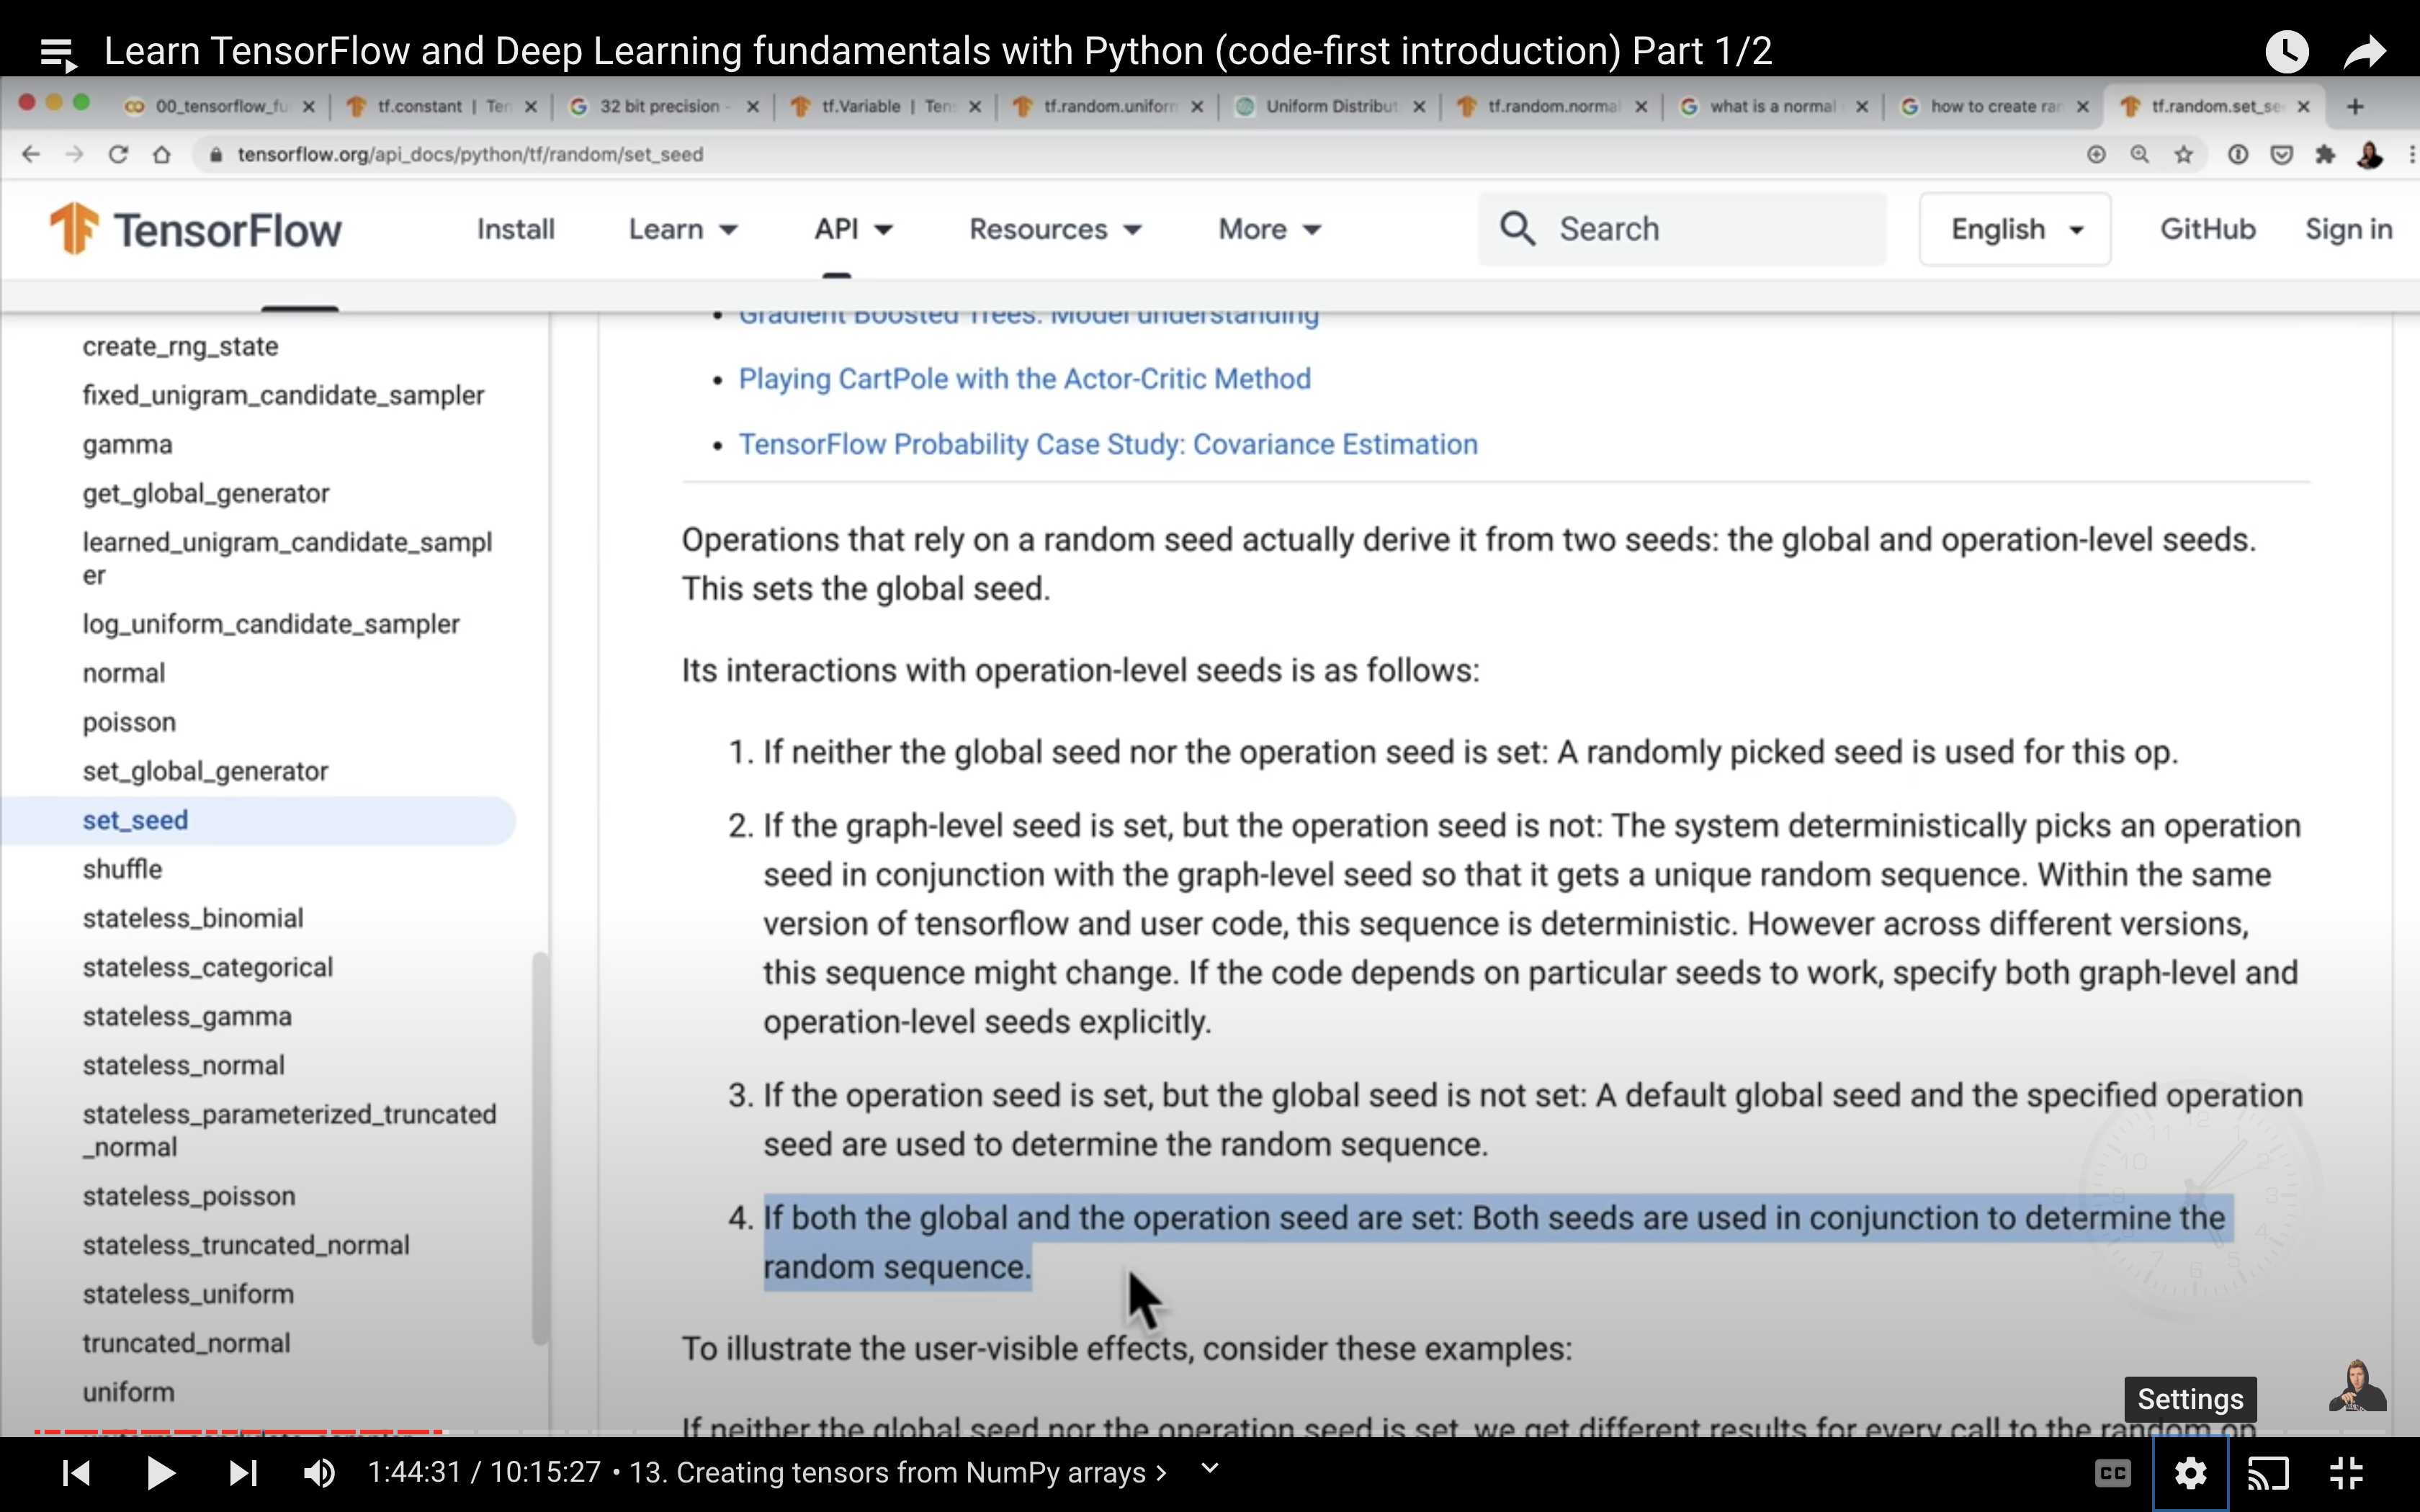 Learn TensorFlow and Deep Learning fundamentals with Python (code-first introduction) Part 1/2
00_tensorflow_fu
tf.constant | Ten
32 bit precision -
tf.Variable | Tens
tf.random.uniform
Uniform Distribut
tf.random.normal
what is a normal
how to create ran
tf.random.set_see
tensorflow.org/api_docs/python/tf/random/set_seed
TensorFlow
Install
Learn
API
Resources
More
Search
English
GitHub
Sign in
create_rng_state
fixed_unigram_candidate_sampler
gamma
get_global_generator
learned_unigram_candidate_sampl
er
log_uniform_candidate_sampler
normal
poisson
set_global_generator
set_seed
shuffle
stateless_binomial
stateless_categorical
stateless_gamma
stateless_normal
stateless_parameterized_truncated
_normal
stateless_poisson
stateless_truncated_normal
stateless_uniform
truncated_normal
uniform
• Gradient Boosted Trees: Model understanding
• Playing CartPole with the Actor-Critic Method
• TensorFlow Probability Case Study: Covariance Estimation
Operations that rely on a random seed actually derive it from two seeds: the global and operation-level seeds.
This sets the global seed.
Its interactions with operation-level seeds is as follows:
1. If neither the global seed nor the operation seed is set: A randomly picked seed is used for this op.
2. If the graph-level seed is set, but the operation seed is not: The system deterministically picks an operation
seed in conjunction with the graph-level seed so that it gets a unique random sequence. Within the same
version of tensorflow and user code, this sequence is deterministic. However across different versions,
this sequence might change. If the code depends on particular seeds to work, specify both graph-level and
operation-level seeds explicitly.
3. If the operation seed is set, but the global seed is not set: A default global seed and the specified operation
seed are used to determine the random sequence.
4. If both the global and the operation seed are set: Both seeds are used in conjunction to determine the
random sequence.
To illustrate the user-visible effects, consider these examples:
If neither the global seed nor the operation seed is set, we get different results for every call to the random op
Settings
1:44:31 / 10:15:27 • 13. Creating tensors from NumPy arrays >
CC